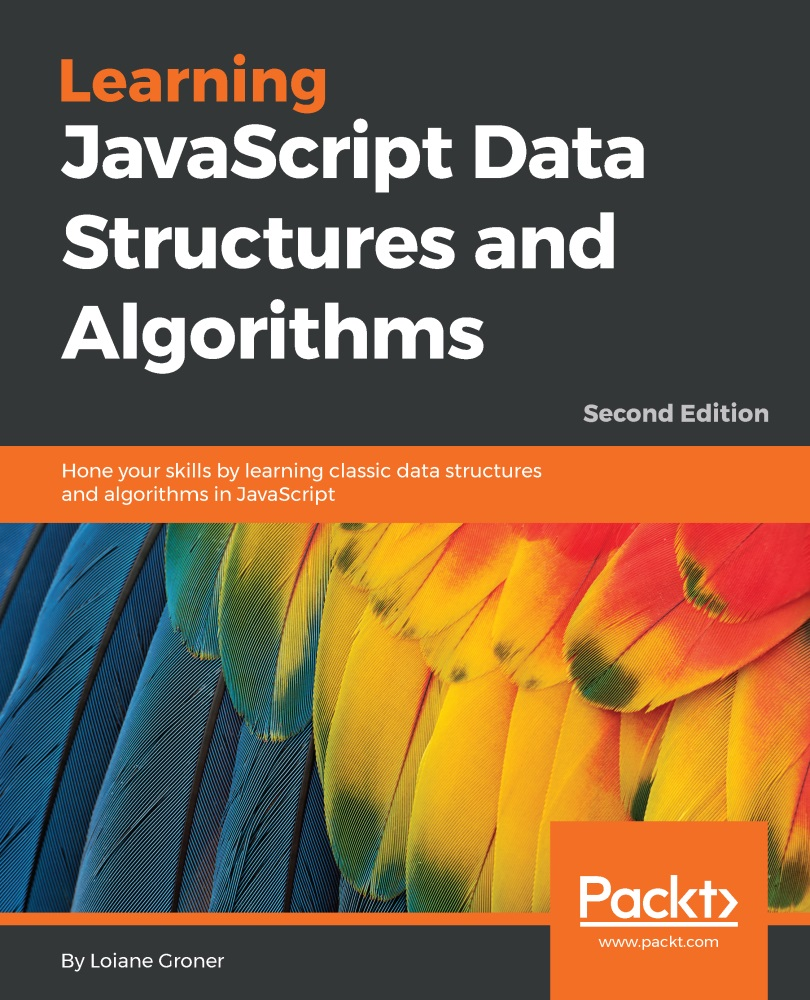 Learning
JavaScript Data
Structures and
Algorithms
Second Edition
Hone your skills by learning classic data structures
and algorithms in JavaScript
Packt>
www.packt.com
By Loiane Groner